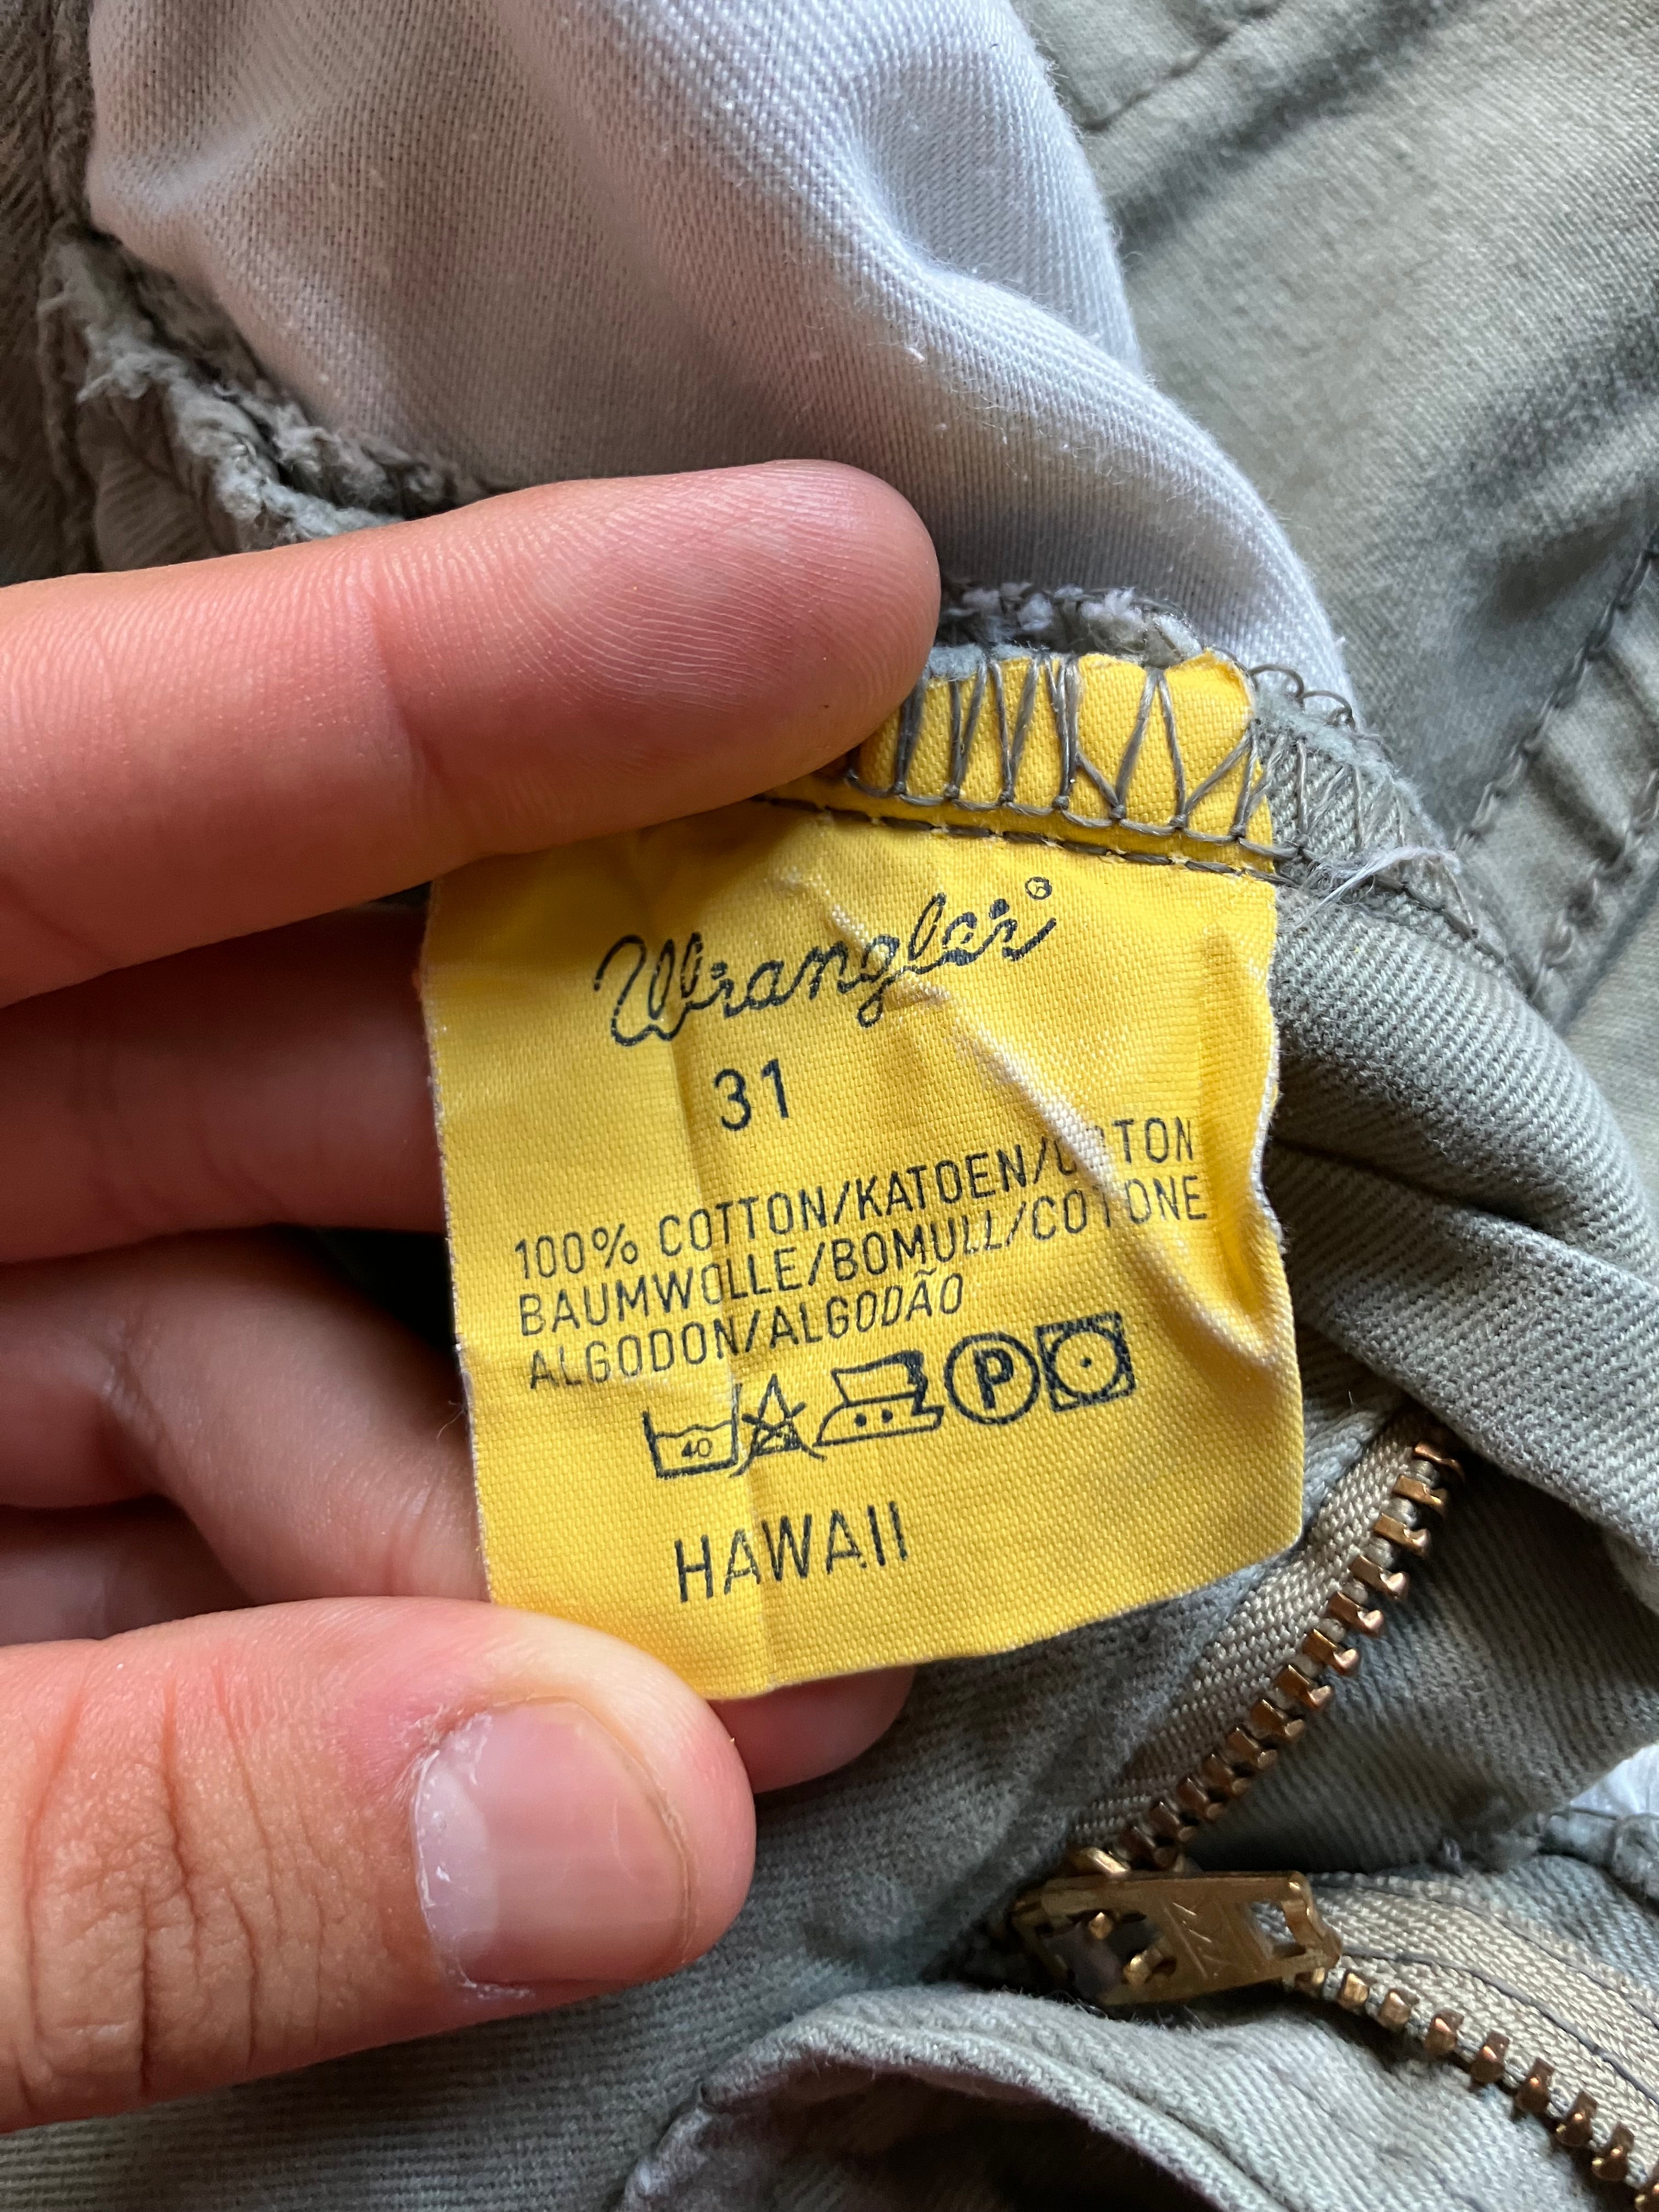 Wrangler®
31
100% COTTON/KATOEN/COTON
BAUMWOLLE/BOMULL/COTONE
ALGODON/ALGODÃO
40 P
HAWAII